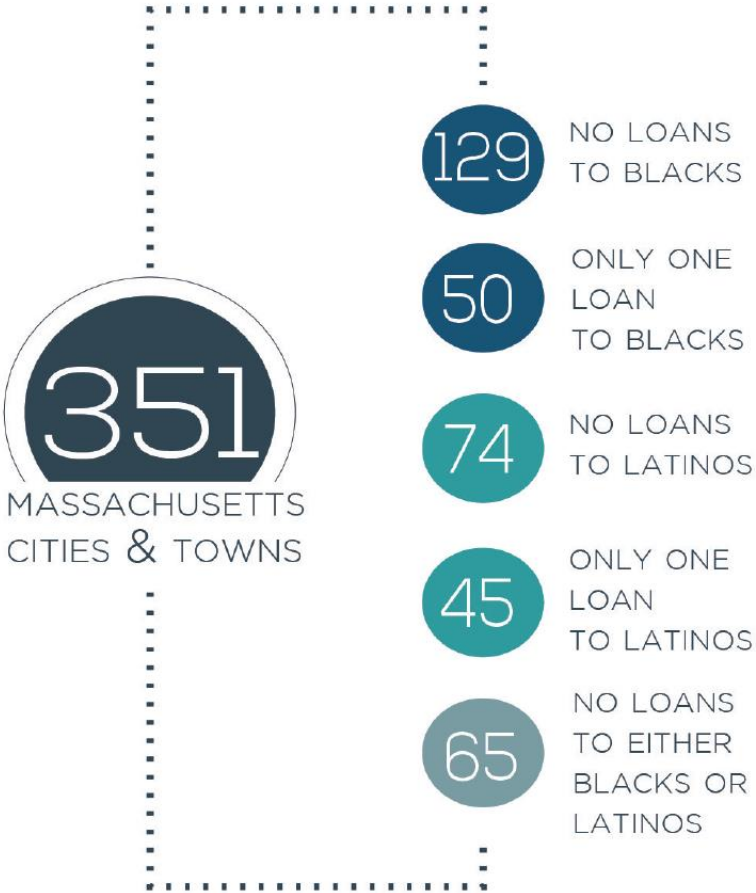 351
MASSACHUSETTS
CITIES & TOWNS
129
NO LOANS
TO BLACKS
50
ONLY ONE
LOAN
TO BLACKS
74
NO LOANS
TO LATINOS
45
ONLY ONE
LOAN
TO LATINOS
65
NO LOANS
TO EITHER
BLACKS OR
LATINOS